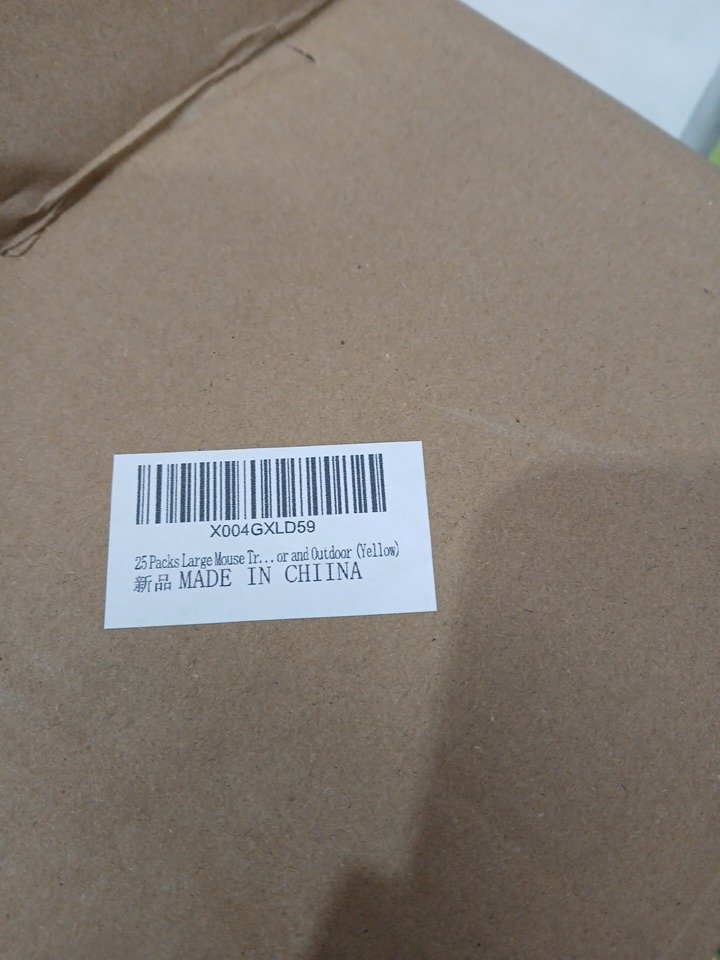 X004GXLD59
25 Packs Large Mouse Tr... or and Outdoor (Yellow)
新品 MADE IN CHIINA